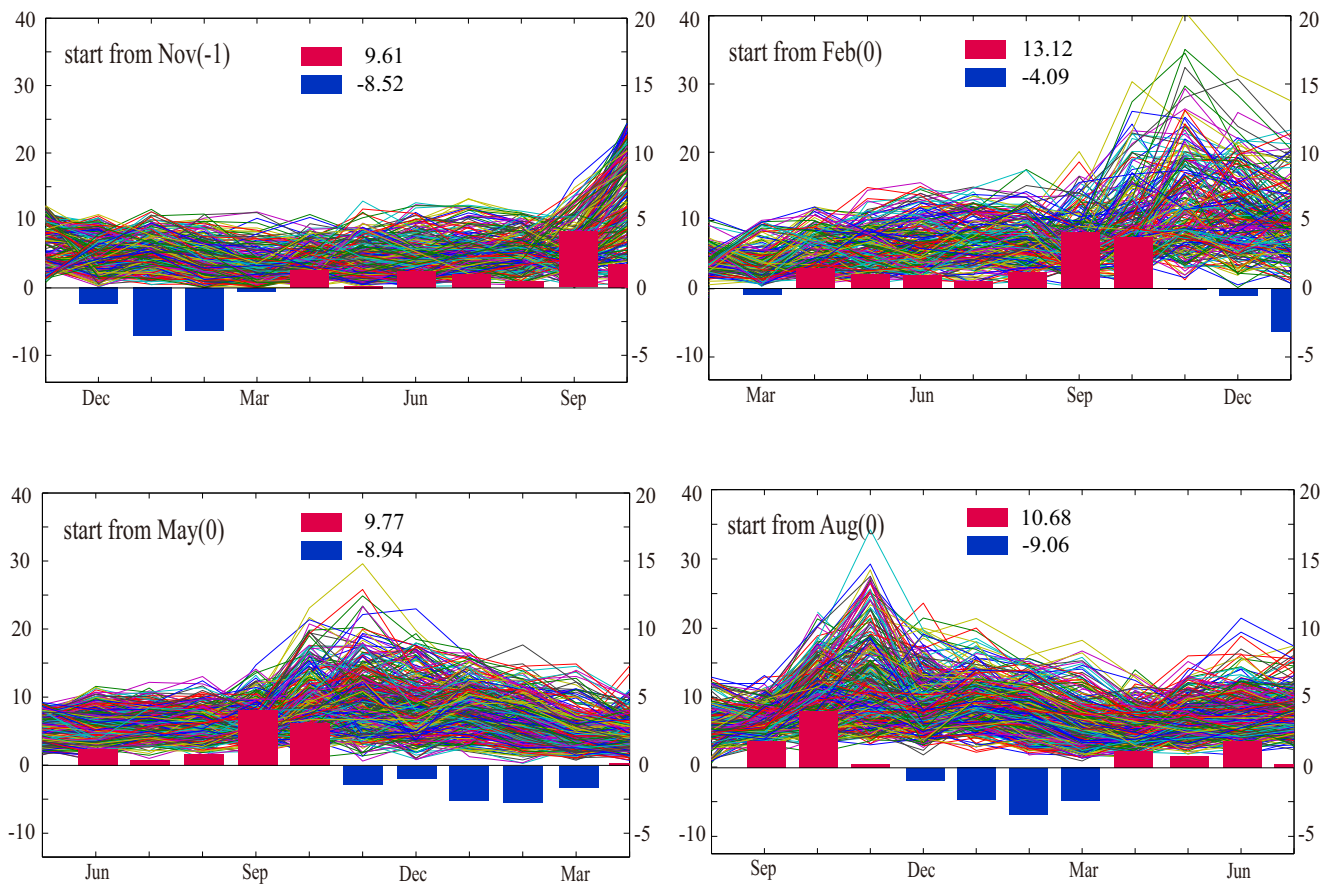 start from Nov(-1)
9.61
-8.52
40
30
20
10
0
-10
20
15
10
5
0
-5
Dec
Mar
Jun
Sep
start from Feb(0)
13.12
-4.09
40
30
20
10
0
-10
20
15
10
5
0
-5
Mar
Jun
Sep
Dec
start from May(0)
9.77
-8.94
40
30
20
10
0
-10
20
15
10
5
0
-5
Jun
Sep
Dec
Mar
start from Aug(0)
10.68
-9.06
40
30
20
10
0
-10
20
15
10
5
0
-5
Sep
Dec
Mar
Jun